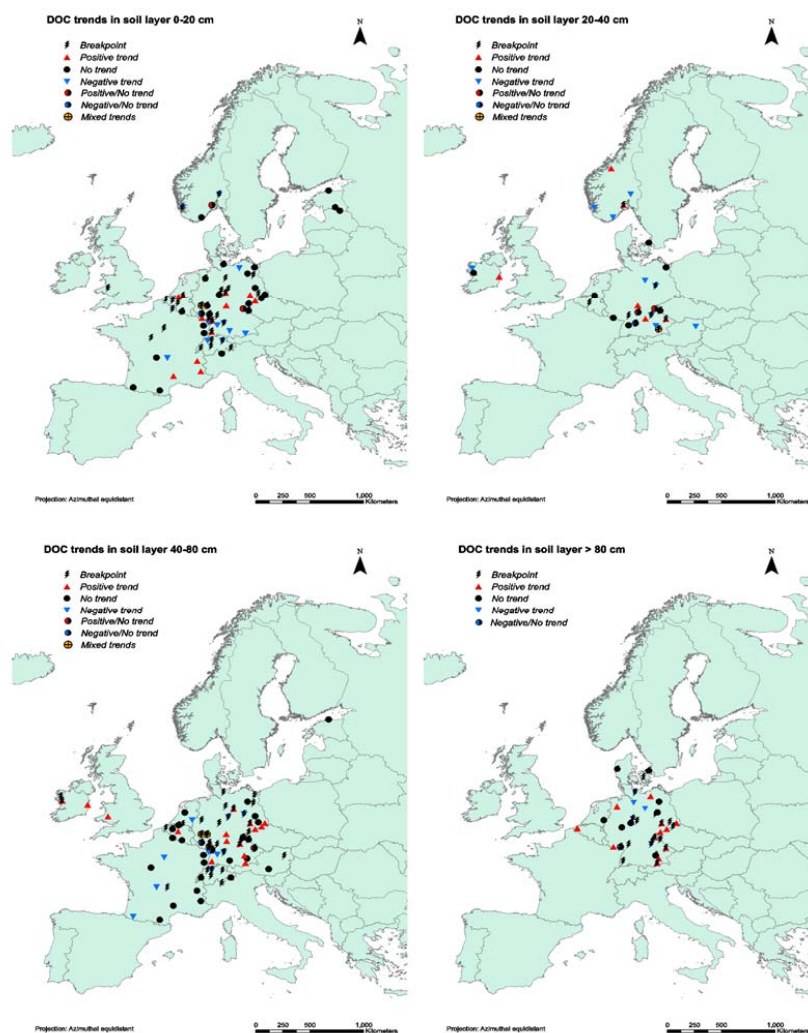 DOC trends in soil layer 0-20 cm
N
Breakpoint
Positive trend
No trend
Negative trend
Positive/No trend
Negative/No trend
Mixed trends
Projection: Azimuthal equidistant
0 250 500 1,000
Kilometers
DOC trends in soil layer 20-40 cm
N
Breakpoint
Positive trend
No trend
Negative trend
Positive/No trend
Negative/No trend
Mixed trends
Projection: Azimuthal equidistant
0 250 500 1,000
Kilometers
DOC trends in soil layer 40-80 cm
N
Breakpoint
Positive trend
No trend
Negative trend
Positive/No trend
Negative/No trend
Mixed trends
Projection: Azimuthal equidistant
0 250 500 1,000
Kilometers
DOC trends in soil layer > 80 cm
N
Breakpoint
Positive trend
No trend
Negative trend
Negative/No trend
Projection: Azimuthal equidistant
0 250 500 1,000
Kilometers